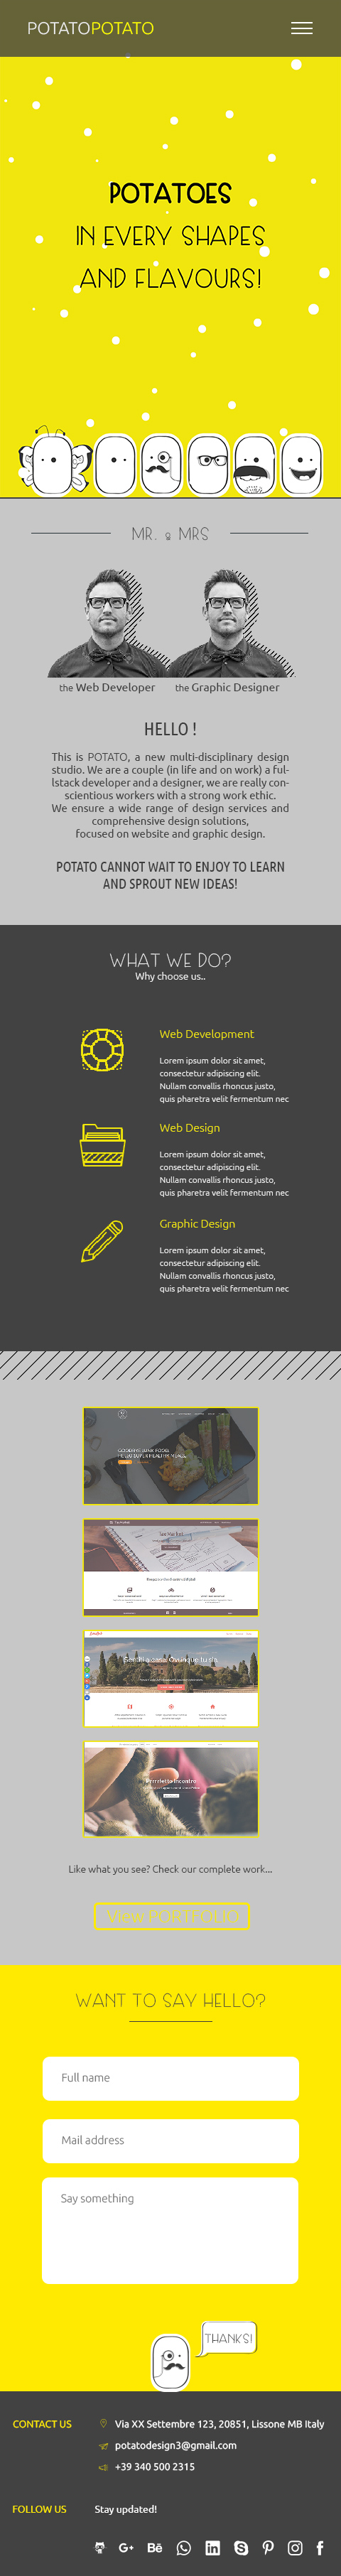 POTATOPOTATO
POTATOES
IN EVERY SHAPES
AND FLAVOURS!
MR. & MRS
the Web Developer
the Graphic Designer
HELLO !
This is POTATO, a new multi-disciplinary design
studio. We are a couple (in life and on work) a ful-
lstack developer and a designer, we are really con-
scientious workers with a strong work ethic.
We ensure a wide range of design services and
comprehensive design solutions,
focused on website and graphic design.
POTATO CANNOT WAIT TO ENJOY TO LEARN
AND SPROUT NEW IDEAS!
WHAT WE DO?
Why choose us..
Web Development
Lorem ipsum dolor sit amet,
consectetur adipiscing elit.
Nullam convallis rhoncus justo,
quis pharetra velit fermentum nec
Web Design
Lorem ipsum dolor sit amet,
consectetur adipiscing elit.
Nullam convallis rhoncus justo,
quis pharetra velit fermentum nec
Graphic Design
Lorem ipsum dolor sit amet,
consectetur adipiscing elit.
Nullam convallis rhoncus justo,
quis pharetra velit fermentum nec
Like what you see? Check our complete work...
View PORTFOLIO
WANT TO SAY HELLO?
Full name
Mail address
Say something
THANKS!
CONTACT US
Via XX Settembre 123, 20851, Lissone MB Italy
potatodesign3@gmail.com
+39 340 500 2315
FOLLOW US
Stay updated!